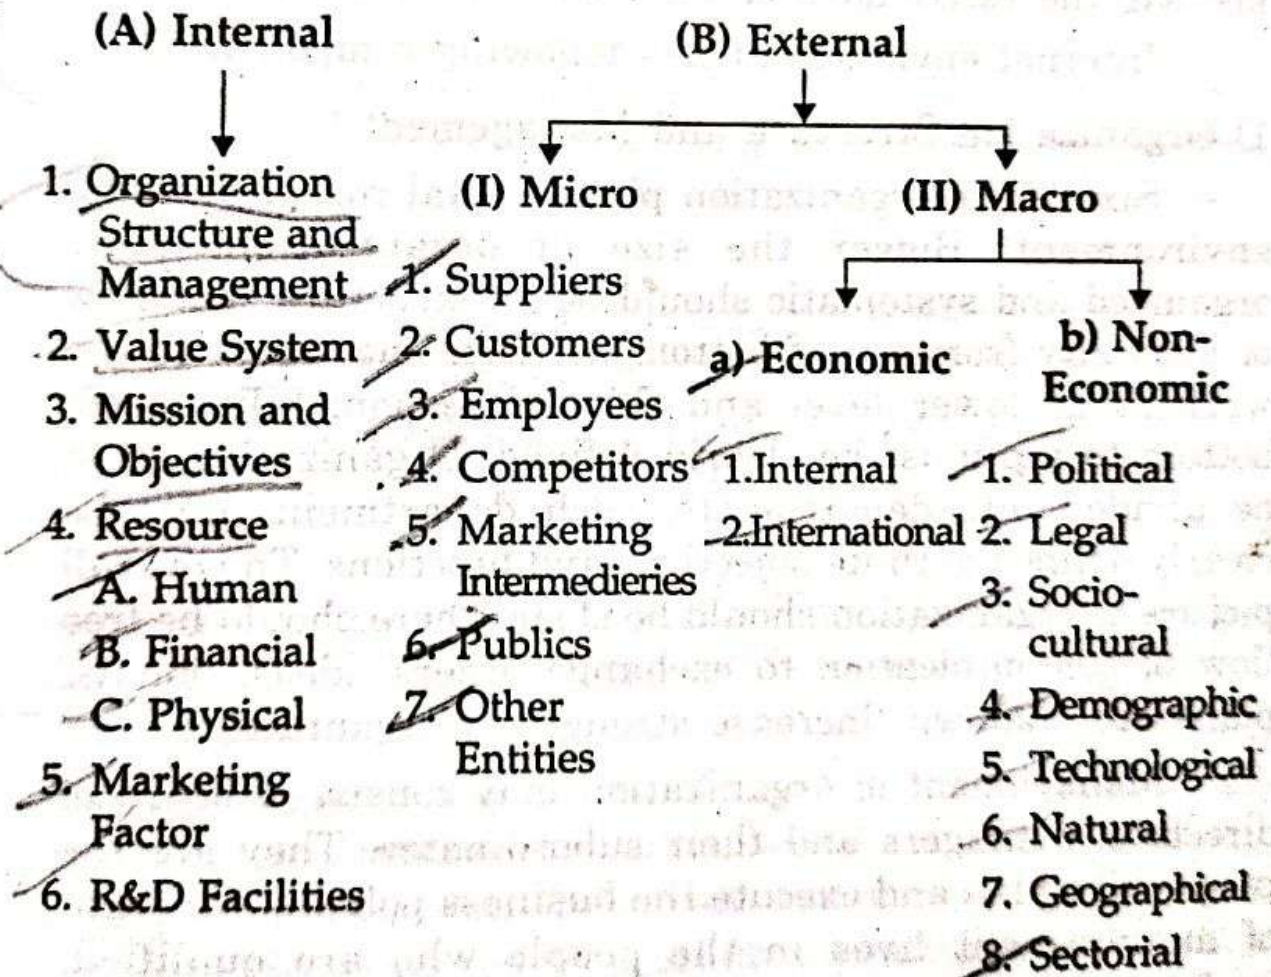 (A) Internal
1. Organization
Structure and
Management
2. Value System
3. Mission and
Objectives
4. Resource
A. Human
B. Financial
C. Physical
5. Marketing
Factor
6. R&D Facilities
(B) External
(I) Micro
1. Suppliers
2. Customers
3. Employees
4. Competitors
5. Marketing
Intermedieries
6. Publics
7. Other
Entities
(II) Macro
a) Economic
1.Internal
2.International
b) Non-
Economic
1. Political
2. Legal
3. Socio-
cultural
4. Demographic
5. Technological
6. Natural
7. Geographical
8. Sectorial